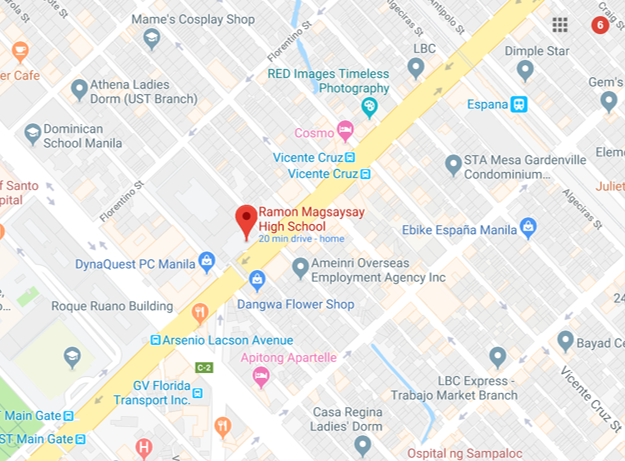 Mame's Cosplay Shop
Algeciras St
Antipolo St
Craig St
6
LBC
Dimple Star
Florentino St
RED Images Timeless
Photography
er Cafe
Athena Ladies
Dorm (UST Branch)
Gem's
Espana
Cosmo
Dominican
School Manila
Vicente Cruz
Vicente Cruz
Eleme
STA Mesa Gardenville
Condominium...
of Santo
pital
Juliet
Algeciras St
Florentino St
Ramon Magsaysay
High School
20 min drive - home
Ebike España Manila
DynaQuest PC Manila
Ameinri Overseas
Employment Agency Inc
Dangwa Flower Shop
Roque Ruano Building
24
Arsenio Lacson Avenue
Bayad Ce
Apitong Apartelle
C-2
GV Florida
Transport Inc.
LBC Express -
Trabajo Market Branch
Vicente Cruz St
Main Gate
Casa Regina
Ladies' Dorm
ST Main Gate
H
Ospital ng Sampaloc